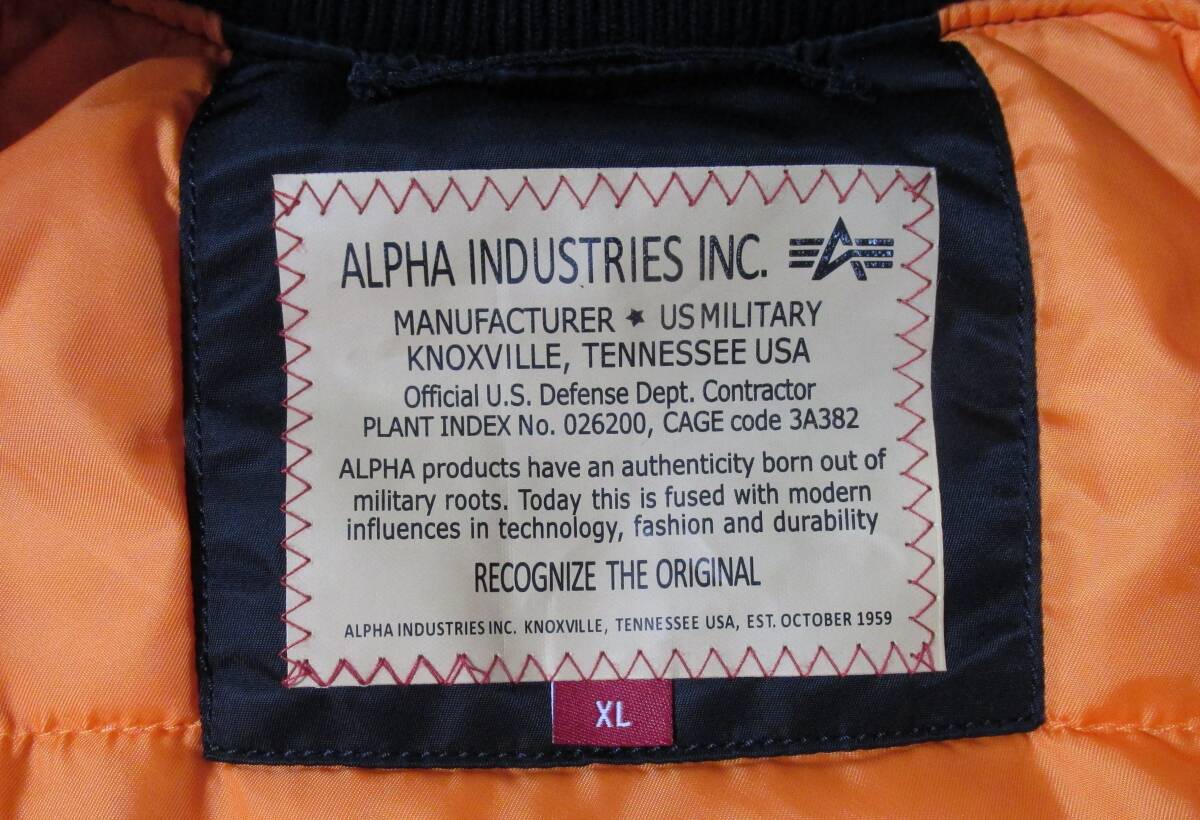 ALPHA INDUSTRIES INC.
MANUFACTURER ★ US MILITARY
KNOXVILLE, TENNESSEE USA
Official U.S. Defense Dept. Contractor
PLANT INDEX No. 026200, CAGE code 3A382
ALPHA products have an authenticity born out of
military roots. Today this is fused with modern
influences in technology, fashion and durability
RECOGNIZE THE ORIGINAL
ALPHA INDUSTRIES INC. KNOXVILLE, TENNESSEE USA, EST. OCTOBER 1959
XL